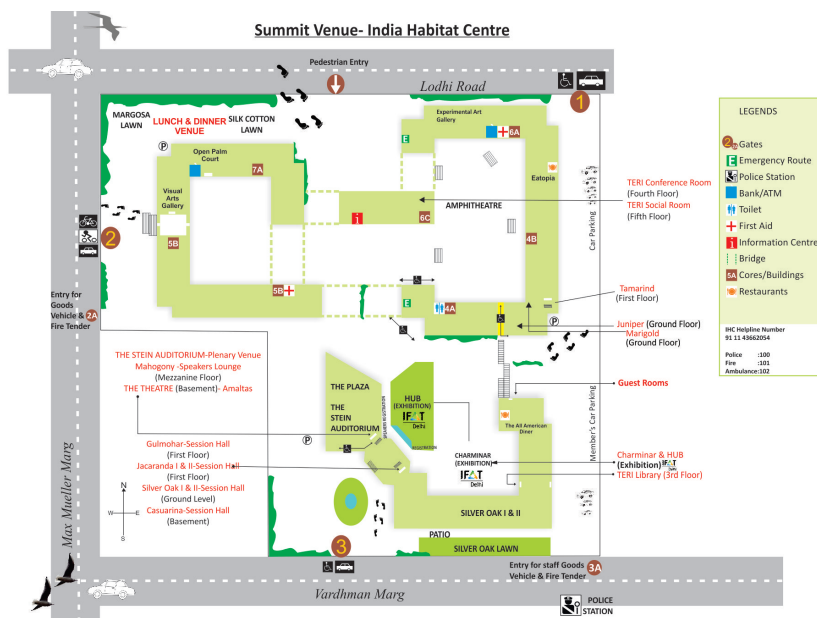 Summit Venue- India Habitat Centre
Pedestrian Entry
Lodhi Road
1
MARGOSA
LAWN
LUNCH & DINNER
VENUE
SILK COTTON
LAWN
Experimental Art
Gallery
E
6A
P
Open Palm
Court
7A
Visual
Arts
Gallery
Eatopia
AMPHITHEATRE
6C
i
4B
5B
2
Car Parking
TERI Conference Room
(Fourth Floor)
TERI Social Room
(Fifth Floor)
LEGENDS
Gates
E Emergency Route
Police Station
Bank/ATM
Toilet
First Aid
i Information Centre
Bridge
5A Cores/Buildings
Restaurants
IHC Helpline Number
91 11 43662054
Police :100
Fire :101
Ambulance:102
Entry for
Goods
Vehicle & 2A
Fire Tender
5B
E
4A
P
Tamarind
(First Floor)
Juniper (Ground Floor)
Marigold
(Ground Floor)
THE STEIN AUDITORIUM-Plenary Venue
Mahogony -Speakers Lounge
(Mezzanine Floor)
THE THEATRE (Basement)- Amaltas
Gulmohar-Session Hall
(First Floor)
Jacaranda I & II-Session Hall
(First Floor)
Silver Oak I & II-Session Hall
(Ground Level)
Casuarina-Session Hall
(Basement)
THE PLAZA
THE
STEIN
AUDITORIUM
P
HUB
(EXHIBITION)
IFAT
Delhi
REGISTRATION
CHARMINAR
(EXHIBITION)
IFAT
Delhi
The All American
Diner
Guest Rooms
Member's Car Parking
Charminar & HUB
(Exhibition) IFAT
Delhi
TERI Library (3rd Floor)
N
W
E
S
SILVER OAK I & II
PATIO
SILVER OAK LAWN
3
Max Mueller Marg
Vardhman Marg
Entry for staff Goods
Vehicle & Fire Tender
3A
POLICE
STATION